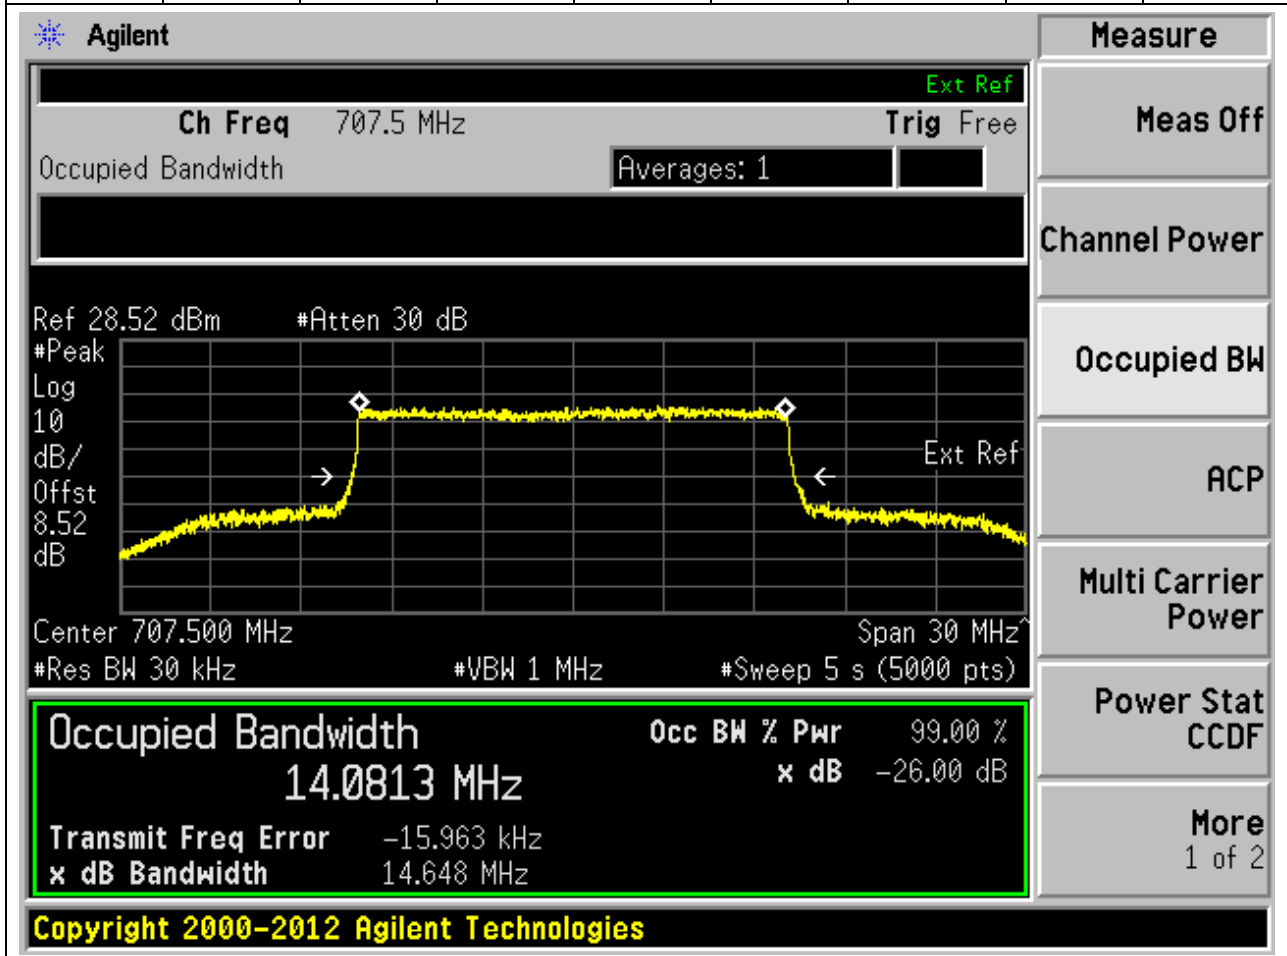 Agilent
Measure
Ext Ref
Ch Freq 707.5 MHz Trig Free
Occupied Bandwidth Averages: 1
Ref 28.52 dBm #Atten 30 dB
#Peak
Log
10
dB/
Offst
8.52
dB
Ext Ref
Center 707.500 MHz Span 30 MHz^
#Res BW 30 kHz #VBW 1 MHz #Sweep 5 s (5000 pts)
Occupied Bandwidth Occ BW % Pwr 99.00 %
14.0813 MHz x dB -26.00 dB
Transmit Freq Error -15.963 kHz
x dB Bandwidth 14.648 MHz
Copyright 2000-2012 Agilent Technologies
Meas Off
Channel Power
Occupied BW
ACP
Multi Carrier
Power
Power Stat
CCDF
More
1 of 2